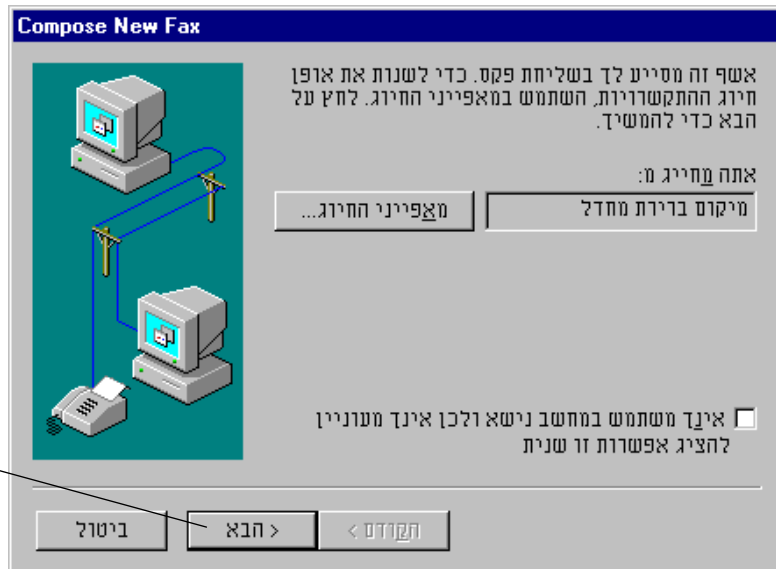 Compose New Fax
אשף זה מסייע לך בשליחת פקס. כדי לשנות את אופן
חיוג ההתקשרויות, השתמש במאפייני החיוג. לחץ על
הבא כדי להמשיך.
אתה מחייג מ:
מיקום ברירת מחדל
מאפייני החיוג...
אינך משתמש במחשב נישא ולכן אינך מעוניין
להציג אפשרות זו שנית
הקודם >
< הבא
ביטול